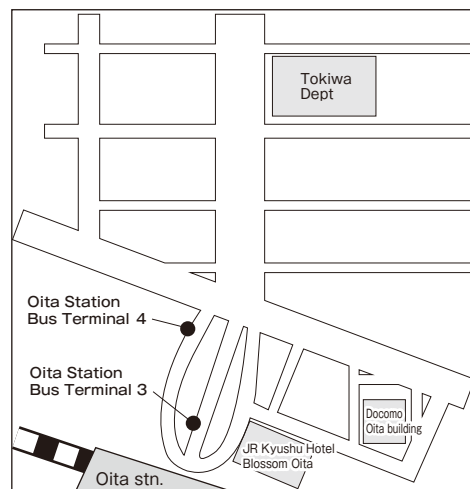 Tokiwa
Dept
Oita Station
Bus Terminal 4
Oita Station
Bus Terminal 3
Docomo
Oita building
JR Kyushu Hotel
Blossom Oita
Oita stn.